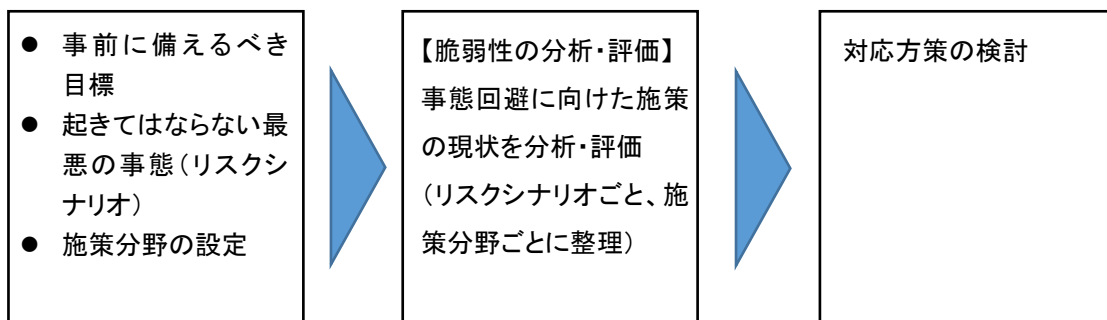 ● 事前に備えるべき
目標
● 起きてはならない最
悪の事態(リスクシ
ナリオ)
● 施策分野の設定
【脆弱性の分析・評価】
事態回避に向けた施策
の現状を分析・評価
(リスクシナリオごと、施
策分野ごとに整理)
対応方策の検討